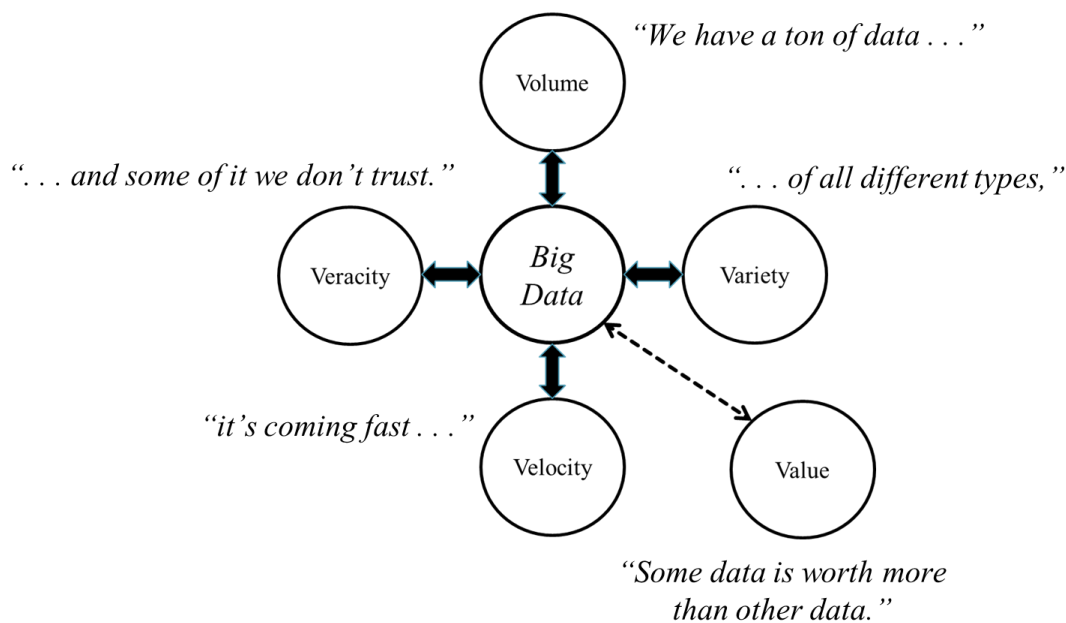 “We have a ton of data . . .”
Volume
“. . . and some of it we don’t trust.”
“. . . of all different types,”
Veracity
Big
Data
Variety
“it’s coming fast . . .”
Velocity
Value
“Some data is worth more
than other data.”